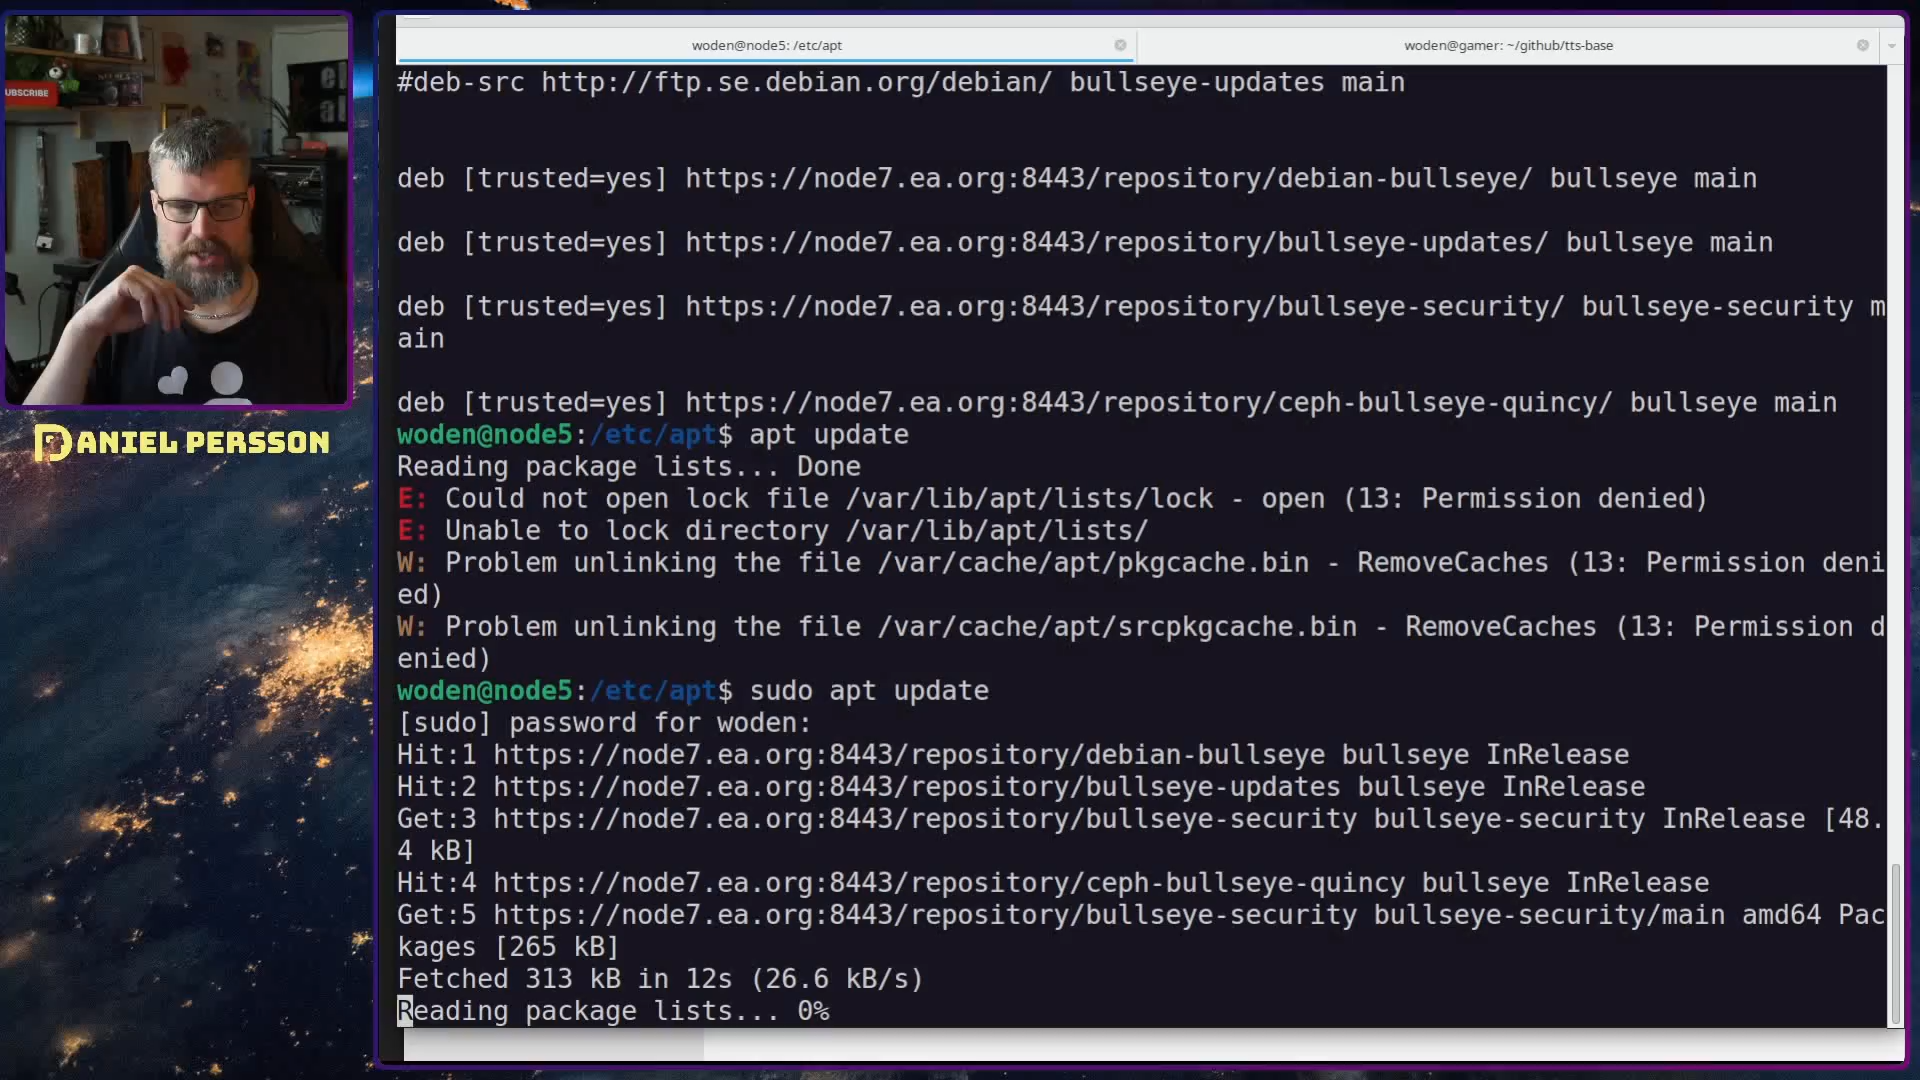 UBSCRIBE
DANIEL PERSSON
woden@node5: /etc/apt
woden@gamer: ~/github/tts-base
#deb-src http://ftp.se.debian.org/debian/ bullseye-updates main
deb [trusted=yes] https://node7.ea.org:8443/repository/debian-bullseye/ bullseye main
deb [trusted=yes] https://node7.ea.org:8443/repository/bullseye-updates/ bullseye main
deb [trusted=yes] https://node7.ea.org:8443/repository/bullseye-security/ bullseye-security m
ain
deb [trusted=yes] https://node7.ea.org:8443/repository/ceph-bullseye-quincy/ bullseye main
woden@node5:/etc/apt$ apt update
Reading package lists... Done
E: Could not open lock file /var/lib/apt/lists/lock - open (13: Permission denied)
E: Unable to lock directory /var/lib/apt/lists/
W: Problem unlinking the file /var/cache/apt/pkgcache.bin - RemoveCaches (13: Permission deni
ed)
W: Problem unlinking the file /var/cache/apt/srcpkgcache.bin - RemoveCaches (13: Permission d
enied)
woden@node5:/etc/apt$ sudo apt update
[sudo] password for woden:
Hit:1 https://node7.ea.org:8443/repository/debian-bullseye bullseye InRelease
Hit:2 https://node7.ea.org:8443/repository/bullseye-updates bullseye InRelease
Get:3 https://node7.ea.org:8443/repository/bullseye-security bullseye-security InRelease [48.
4 kB]
Hit:4 https://node7.ea.org:8443/repository/ceph-bullseye-quincy bullseye InRelease
Get:5 https://node7.ea.org:8443/repository/bullseye-security bullseye-security/main amd64 Pac
kages [265 kB]
Fetched 313 kB in 12s (26.6 kB/s)
Reading package lists... 0%